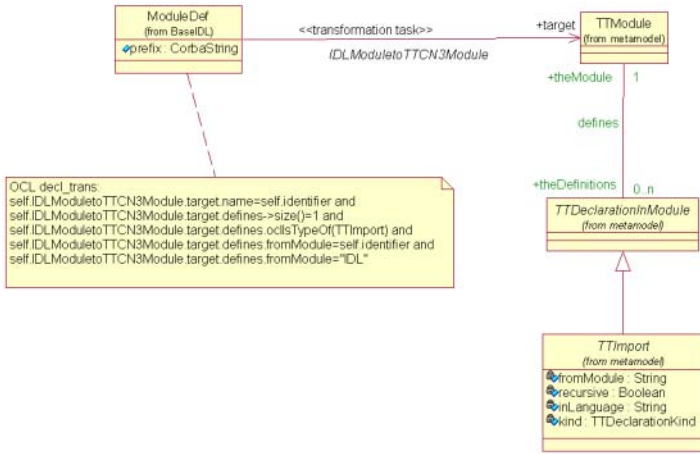 ModuleDef
(from BaseIDL)
prefix : CorbaString
<<transformation task>>
+target
IDLModuletoTTCN3Module
TTModule
(from metamodel)
+theModule
1
defines
+theDefinitions
0..n
OCL decl_trans:
self.IDLModuletoTTCN3Module.target.name=self.identifier and
self.IDLModuletoTTCN3Module.target.defines->size()=1 and
self.IDLModuletoTTCN3Module.target.defines.oclIsTypeOf(TTImport) and
self.IDLModuletoTTCN3Module.target.defines.fromModule=self.identifier and
self.IDLModuletoTTCN3Module.target.defines.fromModule="IDL"
TTDeclarationInModule
(from metamodel)
TTImport
(from metamodel)
fromModule : String
recursive : Boolean
inLanguage : String
kind : TTDeclarationKind